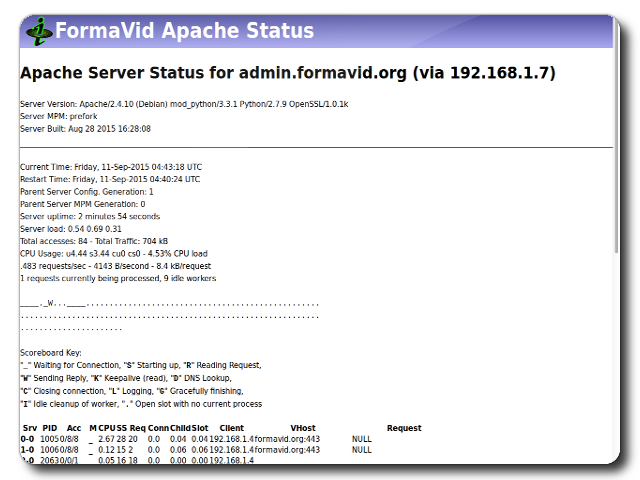 FormaVid Apache Status
Apache Server Status for admin.formavid.org (via 192.168.1.7)
Server Version: Apache/2.4.10 (Debian) mod_python/3.3.1 Python/2.7.9 OpenSSL/1.0.1k
Server MPM: prefork
Server Built: Aug 28 2015 16:28:08
Current Time: Friday, 11-Sep-2015 04:43:18 UTC
Restart Time: Friday, 11-Sep-2015 04:40:24 UTC
Parent Server Config. Generation: 1
Parent Server MPM Generation: 0
Server uptime: 2 minutes 54 seconds
Server load: 0.54 0.69 0.31
Total accesses: 84 - Total Traffic: 704 kB
CPU Usage: u4.44 s3.44 cu0 cs0 - 4.53% CPU load
.483 requests/sec - 4143 B/second - 8.4 kB/request
1 requests currently being processed, 9 idle workers
____._W...____..................................................
................................................................
......................
Scoreboard Key:
"_" Waiting for Connection, "S" Starting up, "R" Reading Request,
"W" Sending Reply, "K" Keepalive (read), "D" DNS Lookup,
"C" Closing connection, "L" Logging, "G" Gracefully finishing,
"I" Idle cleanup of worker, "." Open slot with no current process
Srv PID Acc M CPU SS Req Conn Child Slot Client VHost Request
0-0 1005 0/8/8 _ 2.67 28 20 0.0 0.04 0.04 192.168.1.4 formavid.org:443 NULL
1-0 1006 0/8/8 _ 0.12 15 2 0.0 0.06 0.06 192.168.1.4 formavid.org:443 NULL
2063 0/0/1 0.05 16 18 0.0 0.00 0.00 192.168.1.4